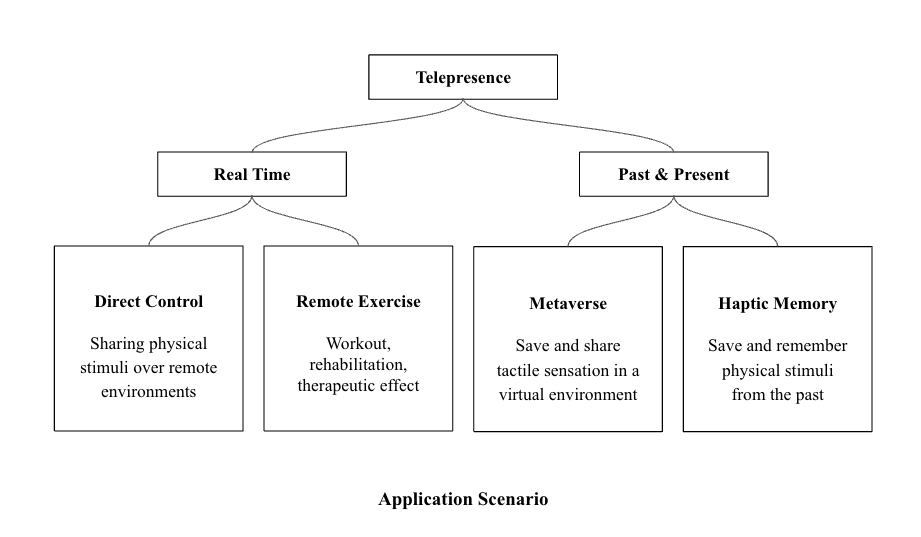 Telepresence
Real Time
Past & Present
Direct Control
Sharing physical
stimuli over remote
environments
Remote Exercise
Workout,
rehabilitation,
therapeutic effect
Metaverse
Save and share
tactile sensation in a
virtual environment
Haptic Memory
Save and remember
physical stimuli
from the past
Application Scenario